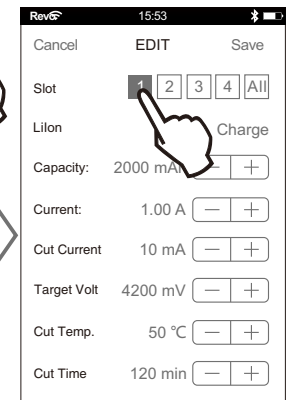 Rev 15:53
Cancel EDIT Save
Slot 1 2 3 4 All
LiIon Charge
Capacity: 2000 mAh — +
Current: 1.00 A — +
Cut Current 10 mA — +
Target Volt 4200 mV — +
Cut Temp. 50 ℃ — +
Cut Time 120 min — +